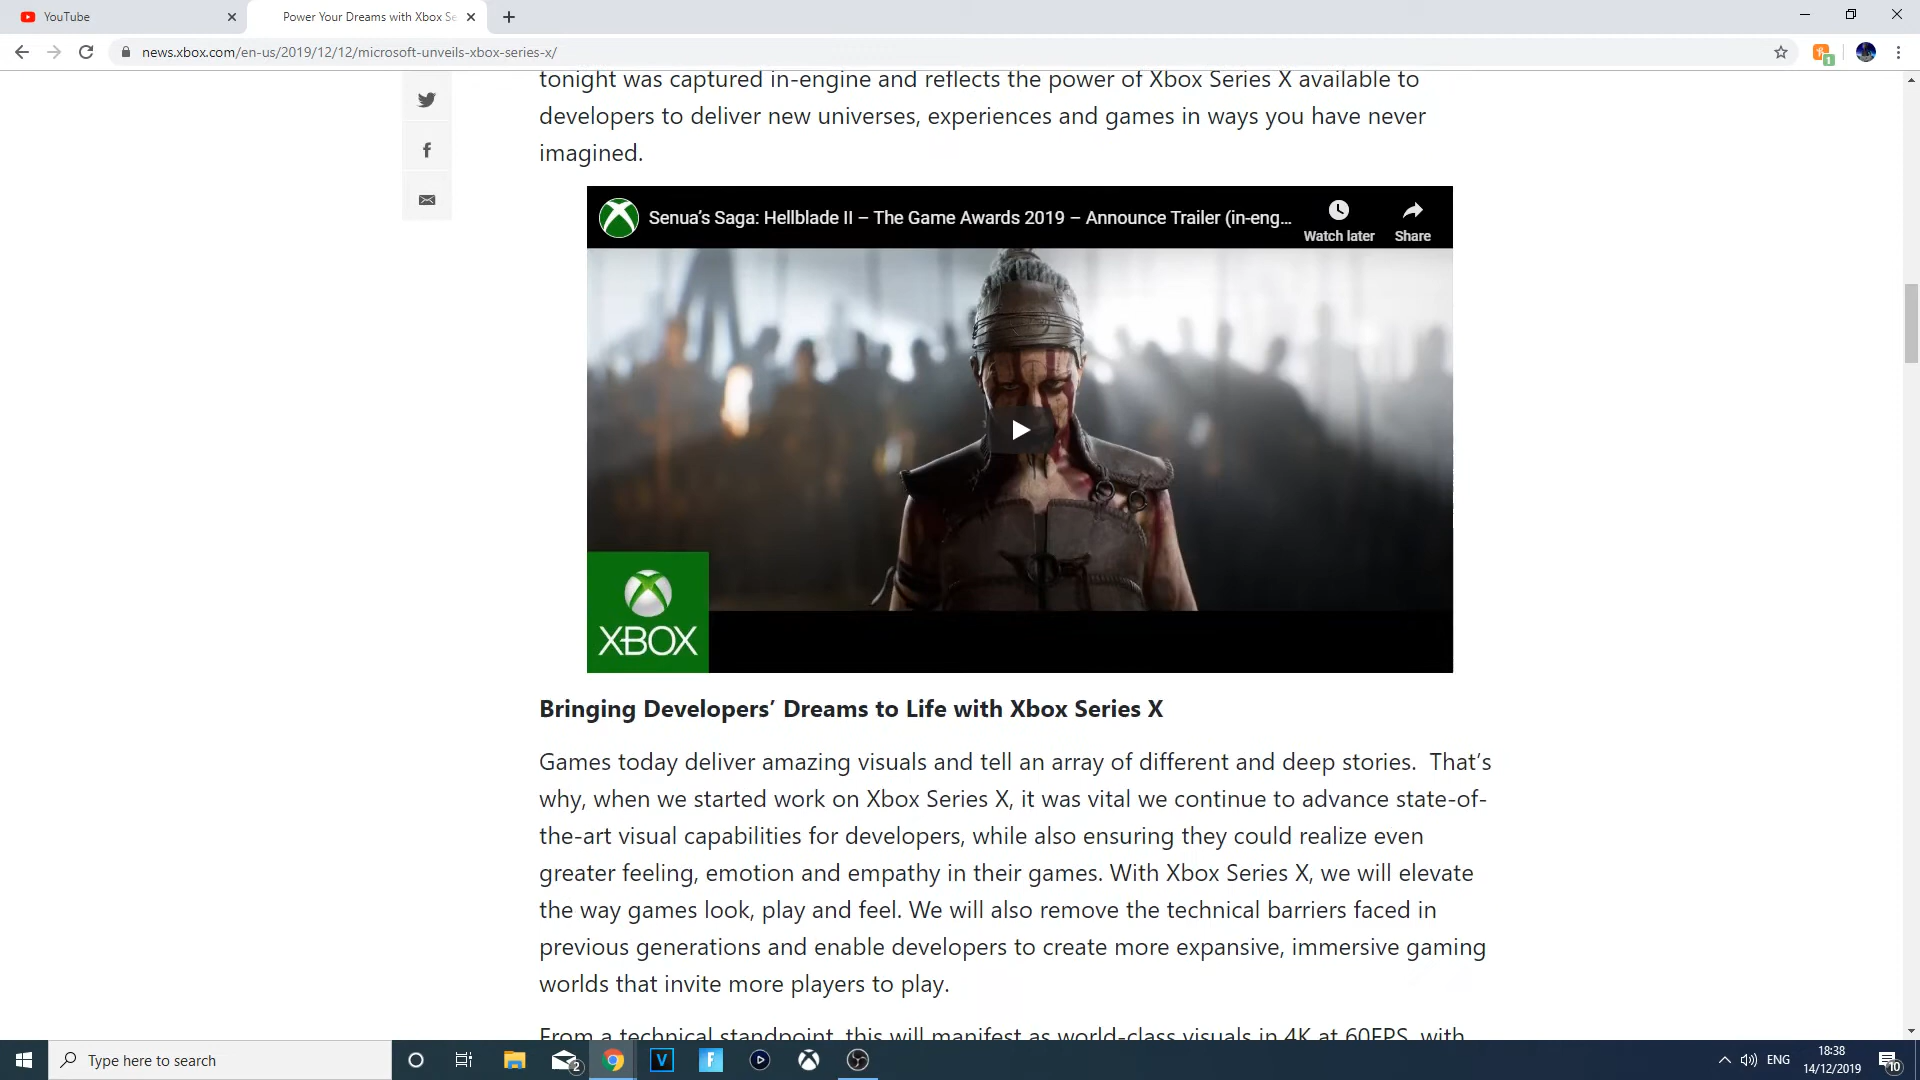 YouTube
Power Your Dreams with Xbox Se
news.xbox.com/en-us/2019/12/12/microsoft-unveils-xbox-series-x/
1
tonight was captured in-engine and reflects the power of Xbox Series X available to
developers to deliver new universes, experiences and games in ways you have never
imagined.
Senua’s Saga: Hellblade II – The Game Awards 2019 – Announce Trailer (in-eng...
Watch later
Share
XBOX
Bringing Developers’ Dreams to Life with Xbox Series X
Games today deliver amazing visuals and tell an array of different and deep stories.  That’s
why, when we started work on Xbox Series X, it was vital we continue to advance state-of-
the-art visual capabilities for developers, while also ensuring they could realize even
greater feeling, emotion and empathy in their games. With Xbox Series X, we will elevate
the way games look, play and feel. We will also remove the technical barriers faced in
previous generations and enable developers to create more expansive, immersive gaming
worlds that invite more players to play.
From a technical standpoint, this will manifest as world-class visuals in 4K at 60FPS, with
Type here to search
2
V
F
ENG
18:38
14/12/2019
10